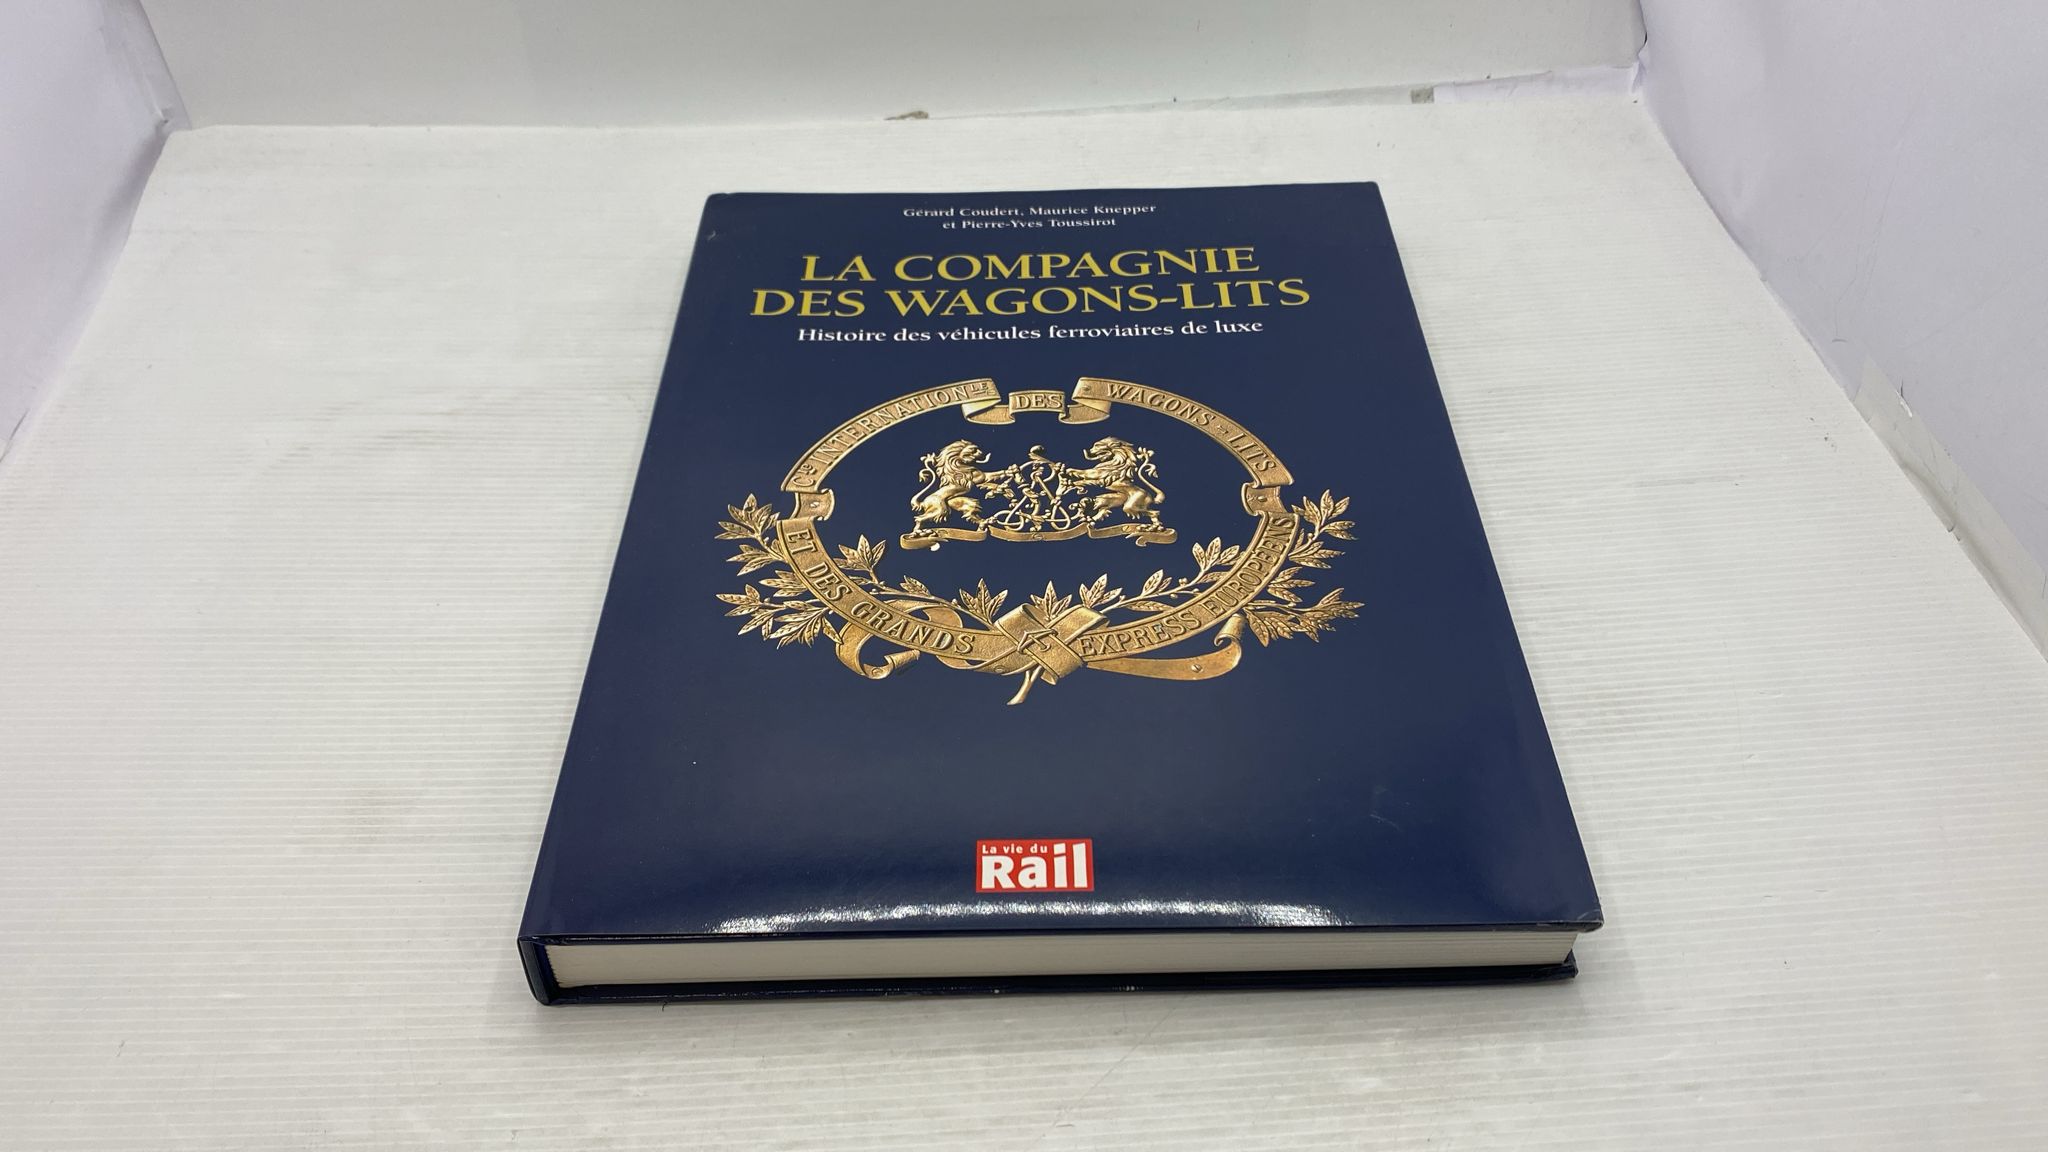 Gérard Coudert, Maurice Knepper
et Pierre-Yves Toussirot
LA COMPAGNIE
DES WAGONS-LITS
Histoire des véhicules ferroviaires de luxe
Cie INTERNATIONLE DES WAGONS-LITS
ET DES GRANDS EXPRESS EUROPÉENS
La vie du
Rail